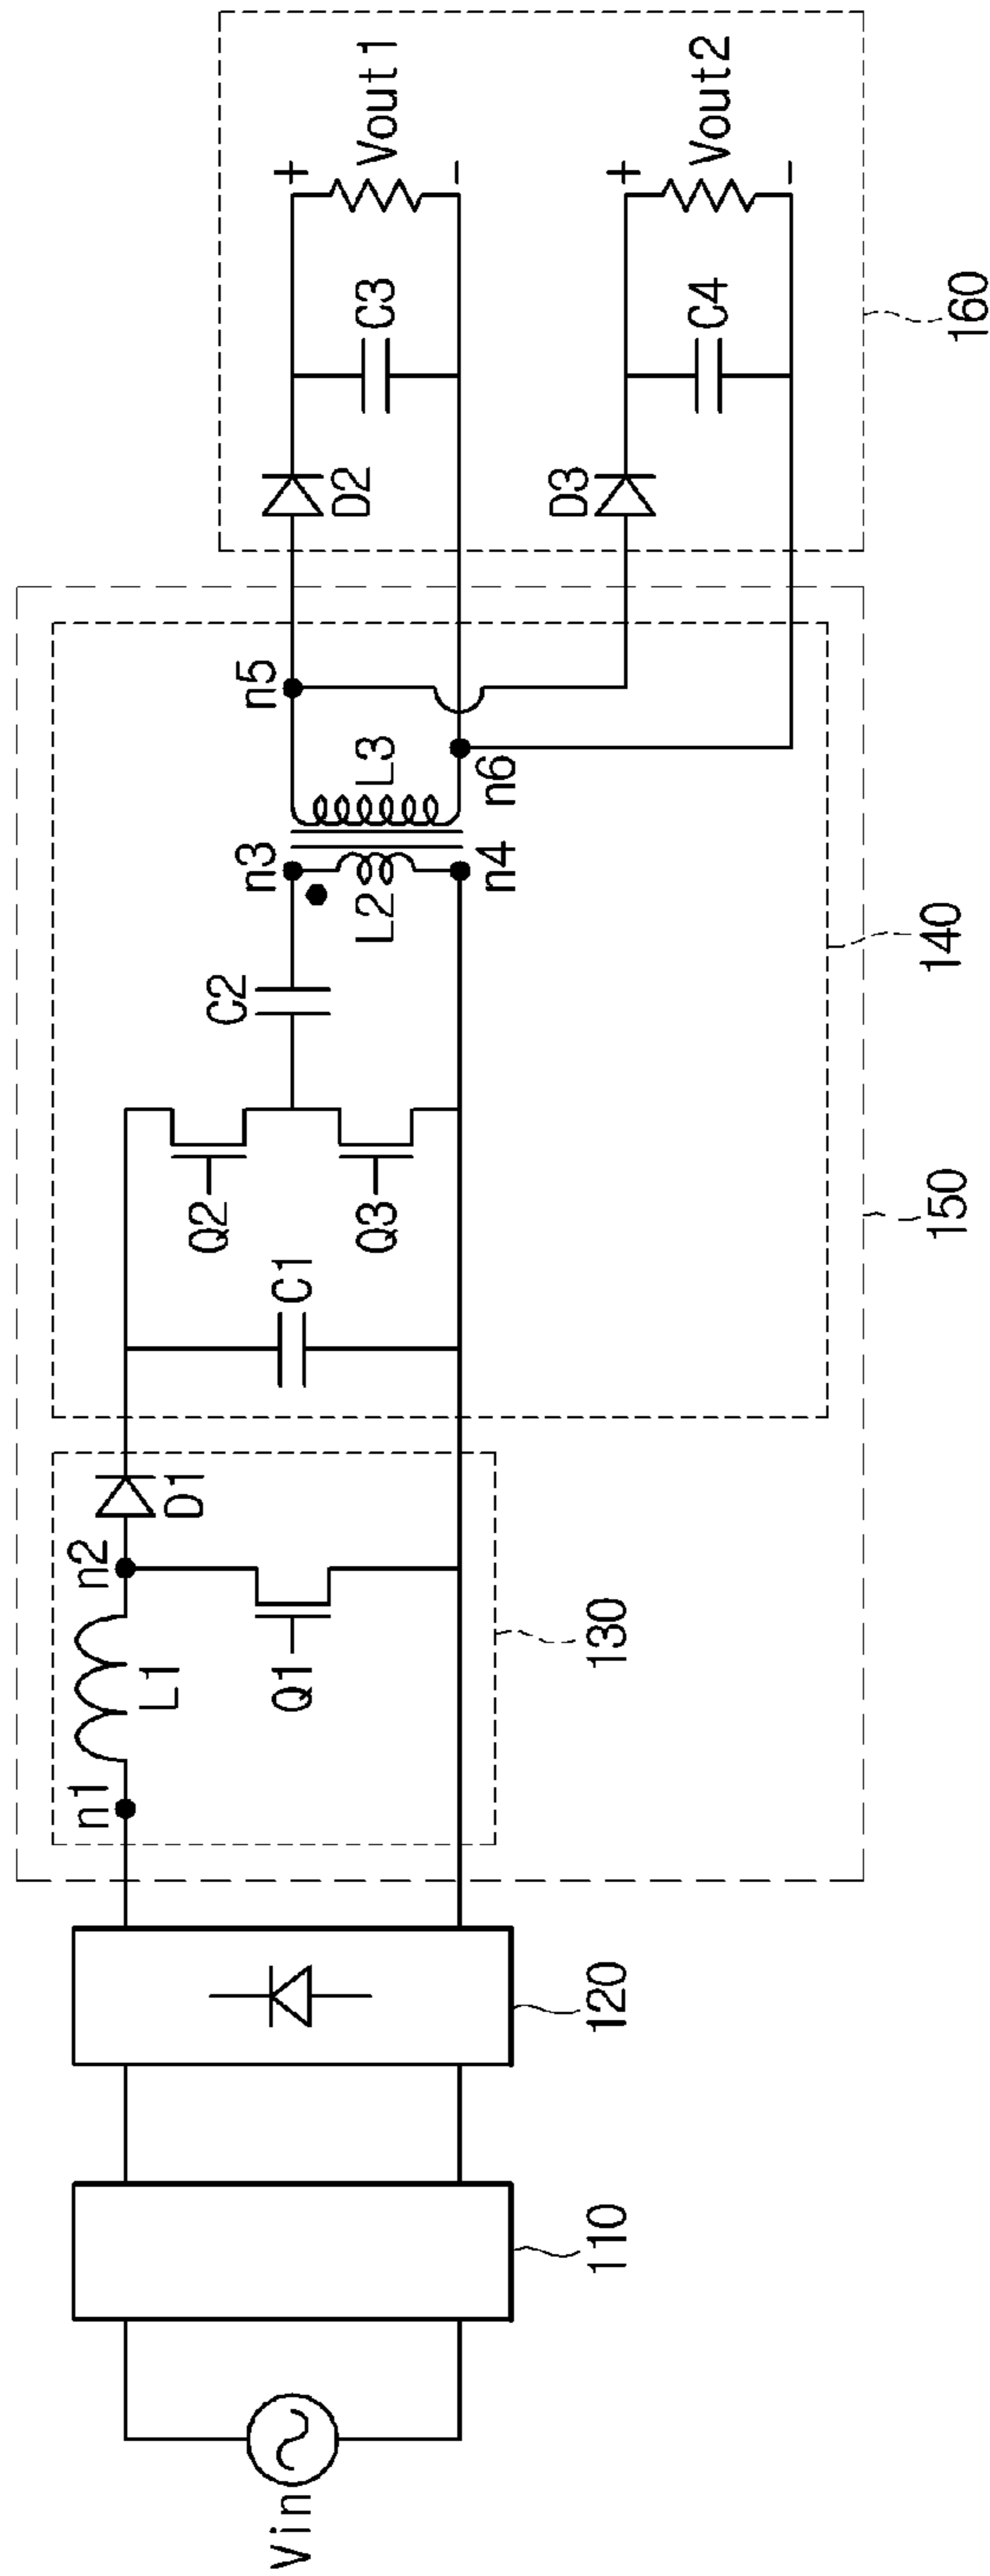 Vin
110
120
n1
L1
n2
D1
Q1
130
C1
Q2
Q3
C2
n3
L2
n4
L3
n5
n6
140
150
D2
C3
+
Vout1
-
D3
C4
+
Vout2
-
160